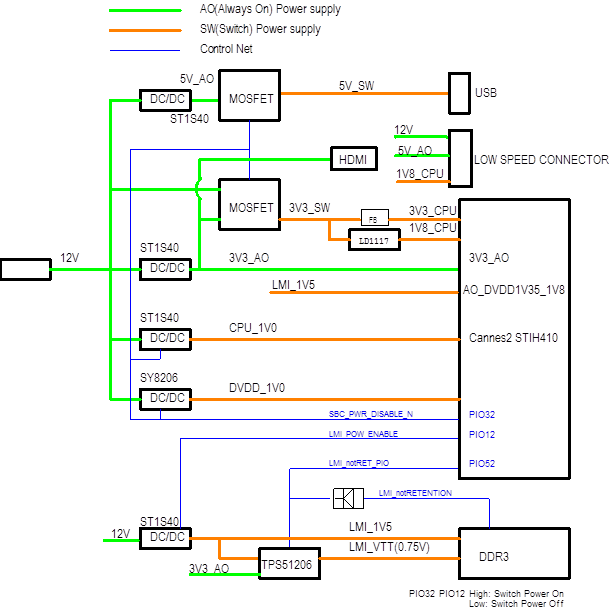 AO(Always On) Power supply
SW(Switch) Power supply
Control Net
5V_AO
DC/DC
ST1S40
MOSFET
5V_SW
USB
12V
5V_AO
1V8_CPU
LOW SPEED CONNECTOR
HDMI
MOSFET
3V3_SW
FB
LD1117
3V3_CPU
1V8_CPU
12V
ST1S40
DC/DC
3V3_AO
3V3_AO
LMI_1V5
AO_DVDD1V35_1V8
ST1S40
DC/DC
CPU_1V0
Cannes2 STIH410
SY8206
DC/DC
DVDD_1V0
SBC_PWR_DISABLE_N
PIO32
LMI_POW_ENABLE
PIO12
LMI_notRET_PIO
PIO52
LMI_notRETENTION
12V
ST1S40
DC/DC
LMI_1V5
LMI_VTT(0.75V)
DDR3
3V3_AO
TPS51206
PIO32 PIO12 High: Switch Power On
Low: Switch Power Off